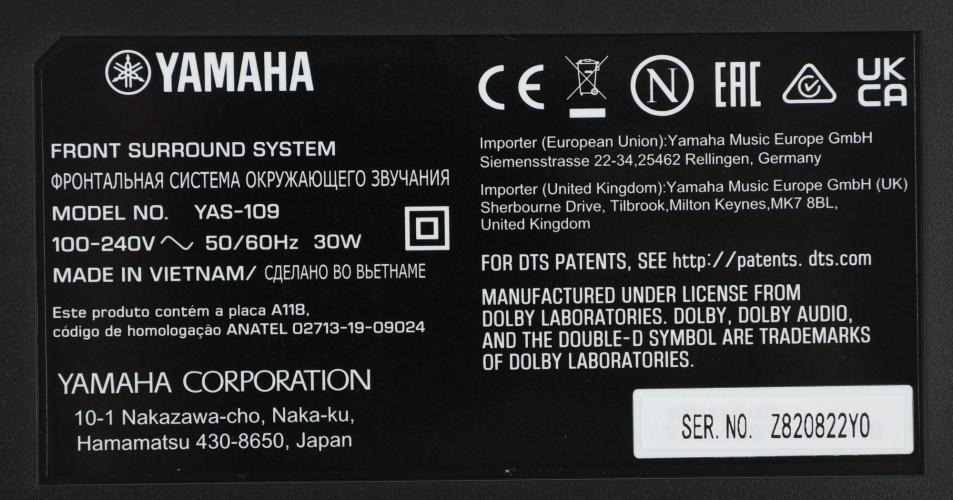 YAMAHA
FRONT SURROUND SYSTEM
ФРОНТАЛЬНАЯ СИСТЕМА ОКРУЖАЮЩЕГО ЗВУЧАНИЯ
MODEL NO. YAS-109
100-240V ~ 50/60Hz 30W
MADE IN VIETNAM/ СДЕЛАНО ВО ВЬЕТНАМЕ
Este produto contém a placa A118,
código de homologação ANATEL 02713-19-09024
YAMAHA CORPORATION
10-1 Nakazawa-cho, Naka-ku,
Hamamatsu 430-8650, Japan
CE N EAC UK CA
Importer (European Union):Yamaha Music Europe GmbH
Siemensstrasse 22-34,25462 Rellingen, Germany
Importer (United Kingdom):Yamaha Music Europe GmbH (UK)
Sherbourne Drive, Tilbrook,Milton Keynes,MK7 8BL,
United Kingdom
FOR DTS PATENTS, SEE http://patents. dts.com
MANUFACTURED UNDER LICENSE FROM
DOLBY LABORATORIES. DOLBY, DOLBY AUDIO,
AND THE DOUBLE-D SYMBOL ARE TRADEMARKS
OF DOLBY LABORATORIES.
SER. NO. Z820822Y0